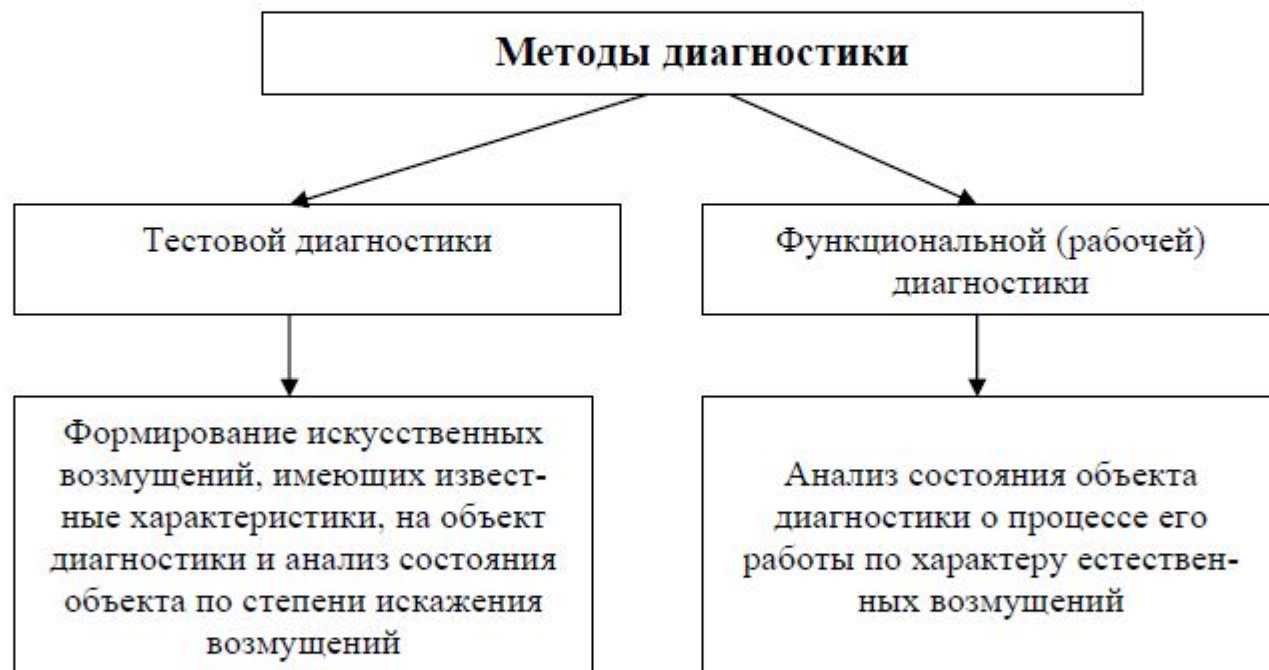 Методы диагностики
Тестовой диагностики
Функциональной (рабочей)
диагностики
Формирование искусственных
возмущений, имеющих извест-
ные характеристики, на объект
диагностики и анализ состояния
объекта по степени искажения
возмущений
Анализ состояния объекта
диагностики о процессе его
работы по характеру естествен-
ных возмущений